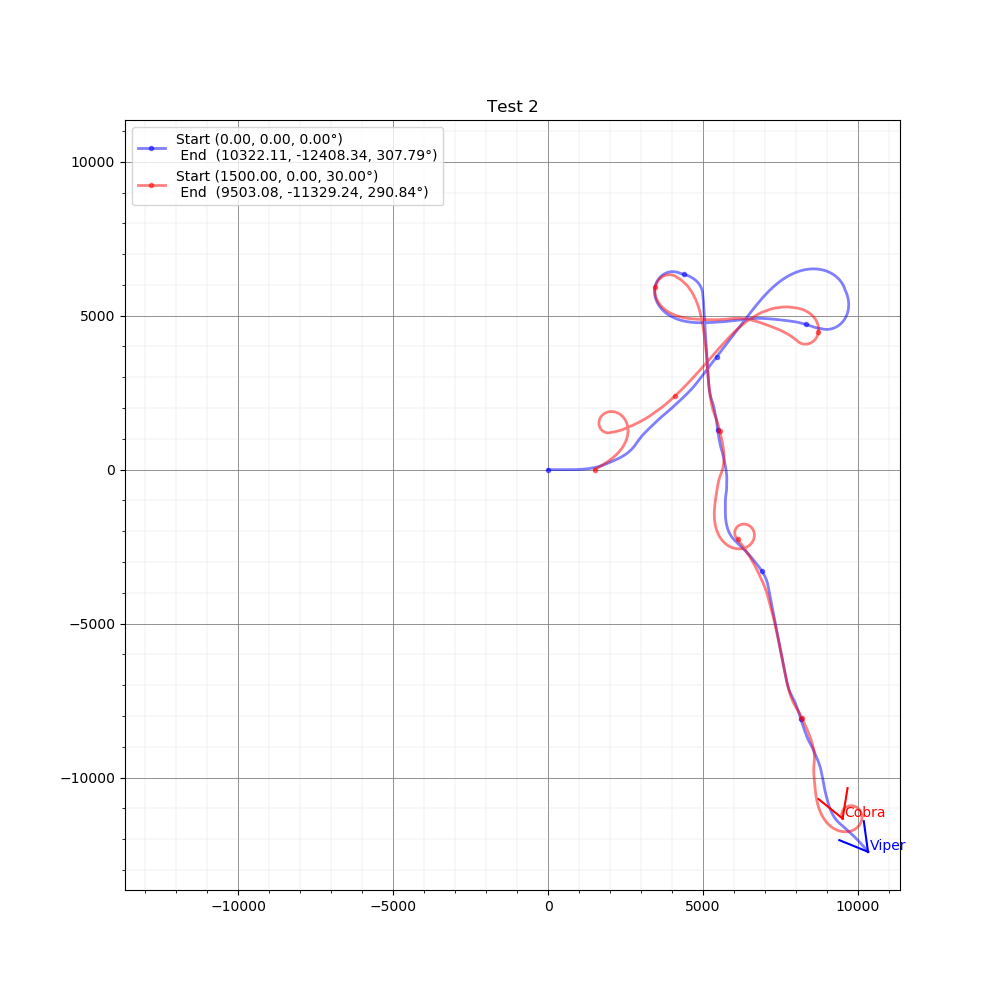 Test 2
Start (0.00, 0.00, 0.00°)
End (10322.11, -12408.34, 307.79°)
Start (1500.00, 0.00, 30.00°)
End (9503.08, -11329.24, 290.84°)
10000
5000
0
−5000
−10000
Cobra
Viper
−10000 −5000 0 5000 10000